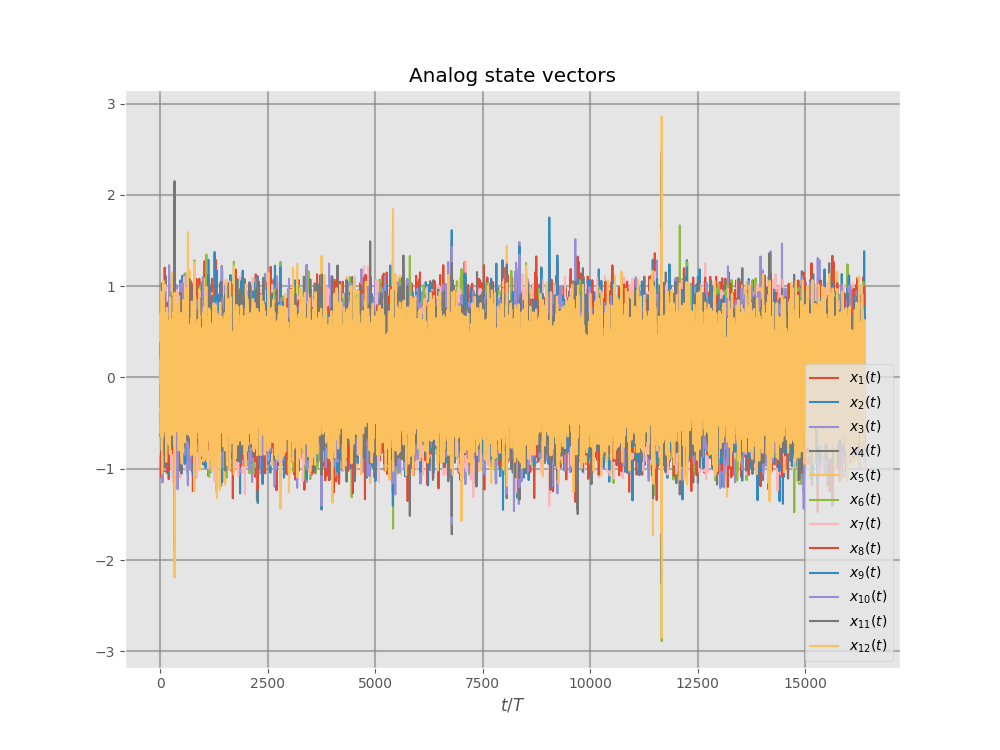 Analog state vectors
3
2
1
0
−1
−2
−3
0 2500 5000 7500 10000 12500 15000
t/T
x₁(t)
x₂(t)
x₃(t)
x₄(t)
x₅(t)
x₆(t)
x₇(t)
x₈(t)
x₉(t)
x₁₀(t)
x₁₁(t)
x₁₂(t)